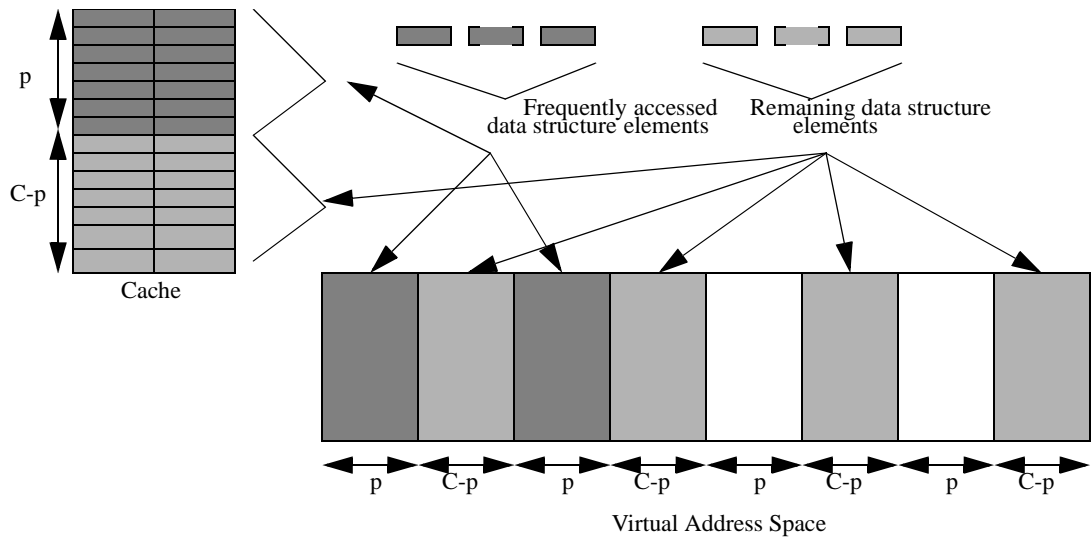 p
C-p
Cache
Frequently accessed
data structure elements
Remaining data structure
elements
p
C-p
p
C-p
p
C-p
p
C-p
Virtual Address Space